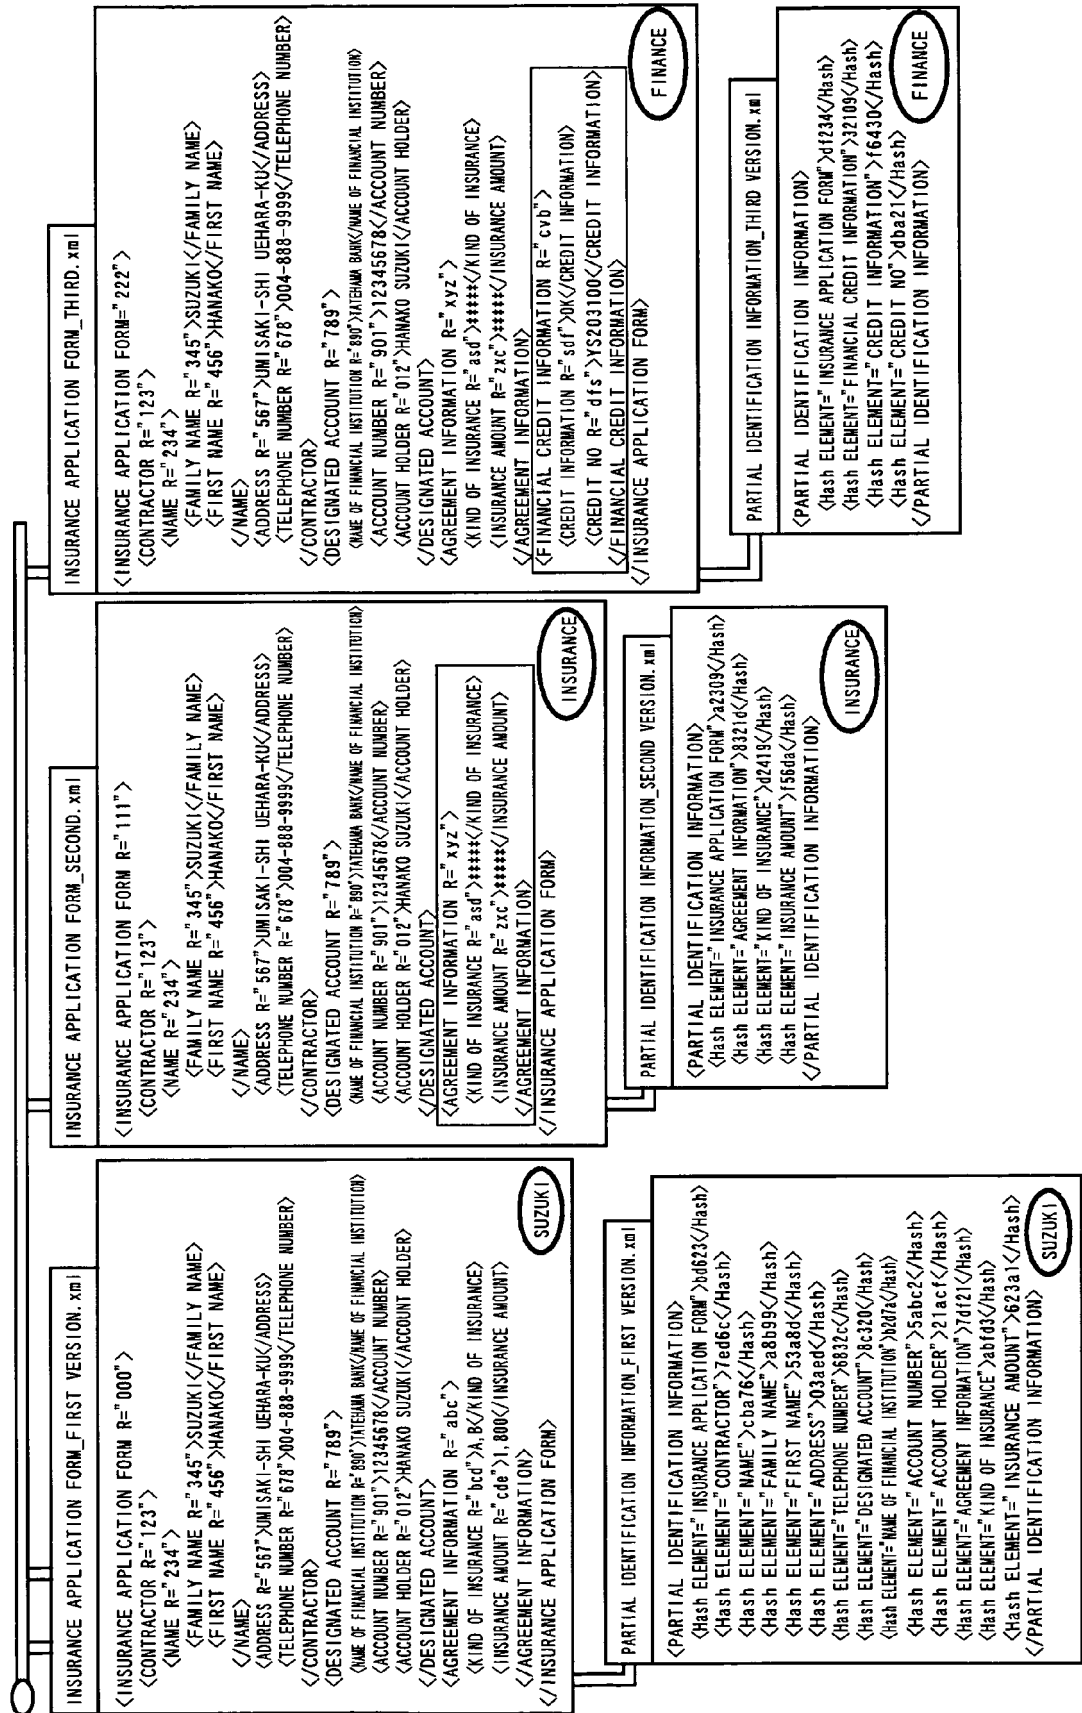 INSURANCE APPLICATION FORM_FIRST VERSION.xml
<INSURANCE APPLICATION FORM R="000">
<CONTRACTOR R="123">
<NAME R="234">
<FAMILY NAME R="345">SUZUKI</FAMILY NAME>
<FIRST NAME R="456">HANAKO</FIRST NAME>
</NAME>
<ADDRESS R="567">UMISAKI-SHI UEHARA-KU</ADDRESS>
<TELEPHONE NUMBER R="678">004-888-9999</TELEPHONE NUMBER>
</CONTRACTOR>
<DESIGNATED ACCOUNT R="789">
<NAME OF FINANCIAL INSTITUTION R="890">TATEHAMA BANK</NAME OF FINANCIAL INSTITUTION>
<ACCOUNT NUMBER R="901">12345678</ACCOUNT NUMBER>
<ACCOUNT HOLDER R="012">HANAKO SUZUKI</ACCOUNT HOLDER>
</DESIGNATED ACCOUNT>
<AGREEMENT INFORMATION R="abc">
<KIND OF INSURANCE R="bcd">A,B</KIND OF INSURANCE>
<INSURANCE AMOUNT R="cde">1,800</INSURANCE AMOUNT>
</AGREEMENT INFORMATION>
</INSURANCE APPLICATION FORM>
SUZUKI
PARTIAL IDENTIFICATION INFORMATION_FIRST VERSION.xml
<PARTIAL IDENTIFICATION INFORMATION>
<Hash ELEMENT="INSURANCE APPLICATION FORM">bd623</Hash>
<Hash ELEMENT="CONTRACTOR">7ed6c</Hash>
<Hash ELEMENT="NAME">cba76</Hash>
<Hash ELEMENT="FAMILY NAME">a8b99</Hash>
<Hash ELEMENT="FIRST NAME">53a8d</Hash>
<Hash ELEMENT="ADDRESS">03aed</Hash>
<Hash ELEMENT="TELEPHONE NUMBER">6832c</Hash>
<Hash ELEMENT="DESIGNATED ACCOUNT">8c320</Hash>
<Hash ELEMENT="NAME OF FINANCIAL INSTITUTION">b2d7a</Hash>
<Hash ELEMENT="ACCOUNT NUMBER">5abc2</Hash>
<Hash ELEMENT="ACCOUNT HOLDER">21acf</Hash>
<Hash ELEMENT="AGREEMENT INFORMATION">7df21</Hash>
<Hash ELEMENT="KIND OF INSURANCE">abfd3</Hash>
<Hash ELEMENT="INSURANCE AMOUNT">623a1</Hash>
</PARTIAL IDENTIFICATION INFORMATION>
SUZUKI
INSURANCE APPLICATION FORM_SECOND.xml
<INSURANCE APPLICATION FORM R="111">
<CONTRACTOR R="123">
<NAME R="234">
<FAMILY NAME R="345">SUZUKI</FAMILY NAME>
<FIRST NAME R="456">HANAKO</FIRST NAME>
</NAME>
<ADDRESS R="567">UMISAKI-SHI UEHARA-KU</ADDRESS>
<TELEPHONE NUMBER R="678">004-888-9999</TELEPHONE NUMBER>
</CONTRACTOR>
<DESIGNATED ACCOUNT R="789">
<NAME OF FINANCIAL INSTITUTION R="890">TATEHAMA BANK</NAME OF FINANCIAL INSTITUTION>
<ACCOUNT NUMBER R="901">12345678</ACCOUNT NUMBER>
<ACCOUNT HOLDER R="012">HANAKO SUZUKI</ACCOUNT HOLDER>
</DESIGNATED ACCOUNT>
<AGREEMENT INFORMATION R="xyz">
<KIND OF INSURANCE R="asd">*****</KIND OF INSURANCE>
<INSURANCE AMOUNT R="zxc">*****</INSURANCE AMOUNT>
</AGREEMENT INFORMATION>
</INSURANCE APPLICATION FORM>
INSURANCE
PARTIAL IDENTIFICATION INFORMATION_SECOND VERSION.xml
<PARTIAL IDENTIFICATION INFORMATION>
<Hash ELEMENT="INSURANCE APPLICATION FORM">a2309</Hash>
<Hash ELEMENT="AGREEMENT INFORMATION">8321d</Hash>
<Hash ELEMENT="KIND OF INSURANCE">d2419</Hash>
<Hash ELEMENT="INSURANCE AMOUNT">f56da</Hash>
</PARTIAL IDENTIFICATION INFORMATION>
INSURANCE
INSURANCE APPLICATION FORM_THIRD.xml
<INSURANCE APPLICATION FORM="222">
<CONTRACTOR R="123">
<NAME R="234">
<FAMILY NAME R="345">SUZUKI</FAMILY NAME>
<FIRST NAME R="456">HANAKO</FIRST NAME>
</NAME>
<ADDRESS R="567">UMISAKI-SHI UEHARA-KU</ADDRESS>
<TELEPHONE NUMBER R="678">004-888-9999</TELEPHONE NUMBER>
</CONTRACTOR>
<DESIGNATED ACCOUNT R="789">
<NAME OF FINANCIAL INSTITUTION R="890">TATEHAMA BANK</NAME OF FINANCIAL INSTITUTION>
<ACCOUNT NUMBER R="901">12345678</ACCOUNT NUMBER>
<ACCOUNT HOLDER R="012">HANAKO SUZUKI</ACCOUNT HOLDER>
</DESIGNATED ACCOUNT>
<AGREEMENT INFORMATION R="xyz">
<KIND OF INSURANCE R="asd">*****</KIND OF INSURANCE>
<INSURANCE AMOUNT R="zxc">*****</INSURANCE AMOUNT>
</AGREEMENT INFORMATION>
<FINANCIAL CREDIT INFORMATION R="cvb">
<CREDIT INFORMATION R="sdf">OK</CREDIT INFORMATION>
<CREDIT NO R="dfs">YS203100</CREDIT INFORMATION>
</FINANCIAL CREDIT INFORMATION>
</INSURANCE APPLICATION FORM>
FINANCE
PARTIAL IDENTIFICATION INFORMATION_THIRD VERSION.xml
<PARTIAL IDENTIFICATION INFORMATION>
<Hash ELEMENT="INSURANCE APPLICATION FORM">df234</Hash>
<Hash ELEMENT="FINANCIAL CREDIT INFORMATION">32109</Hash>
<Hash ELEMENT="CREDIT INFORMATION">f6430</Hash>
<Hash ELEMENT="CREDIT NO">dba21</Hash>
</PARTIAL IDENTIFICATION INFORMATION>
FINANCE